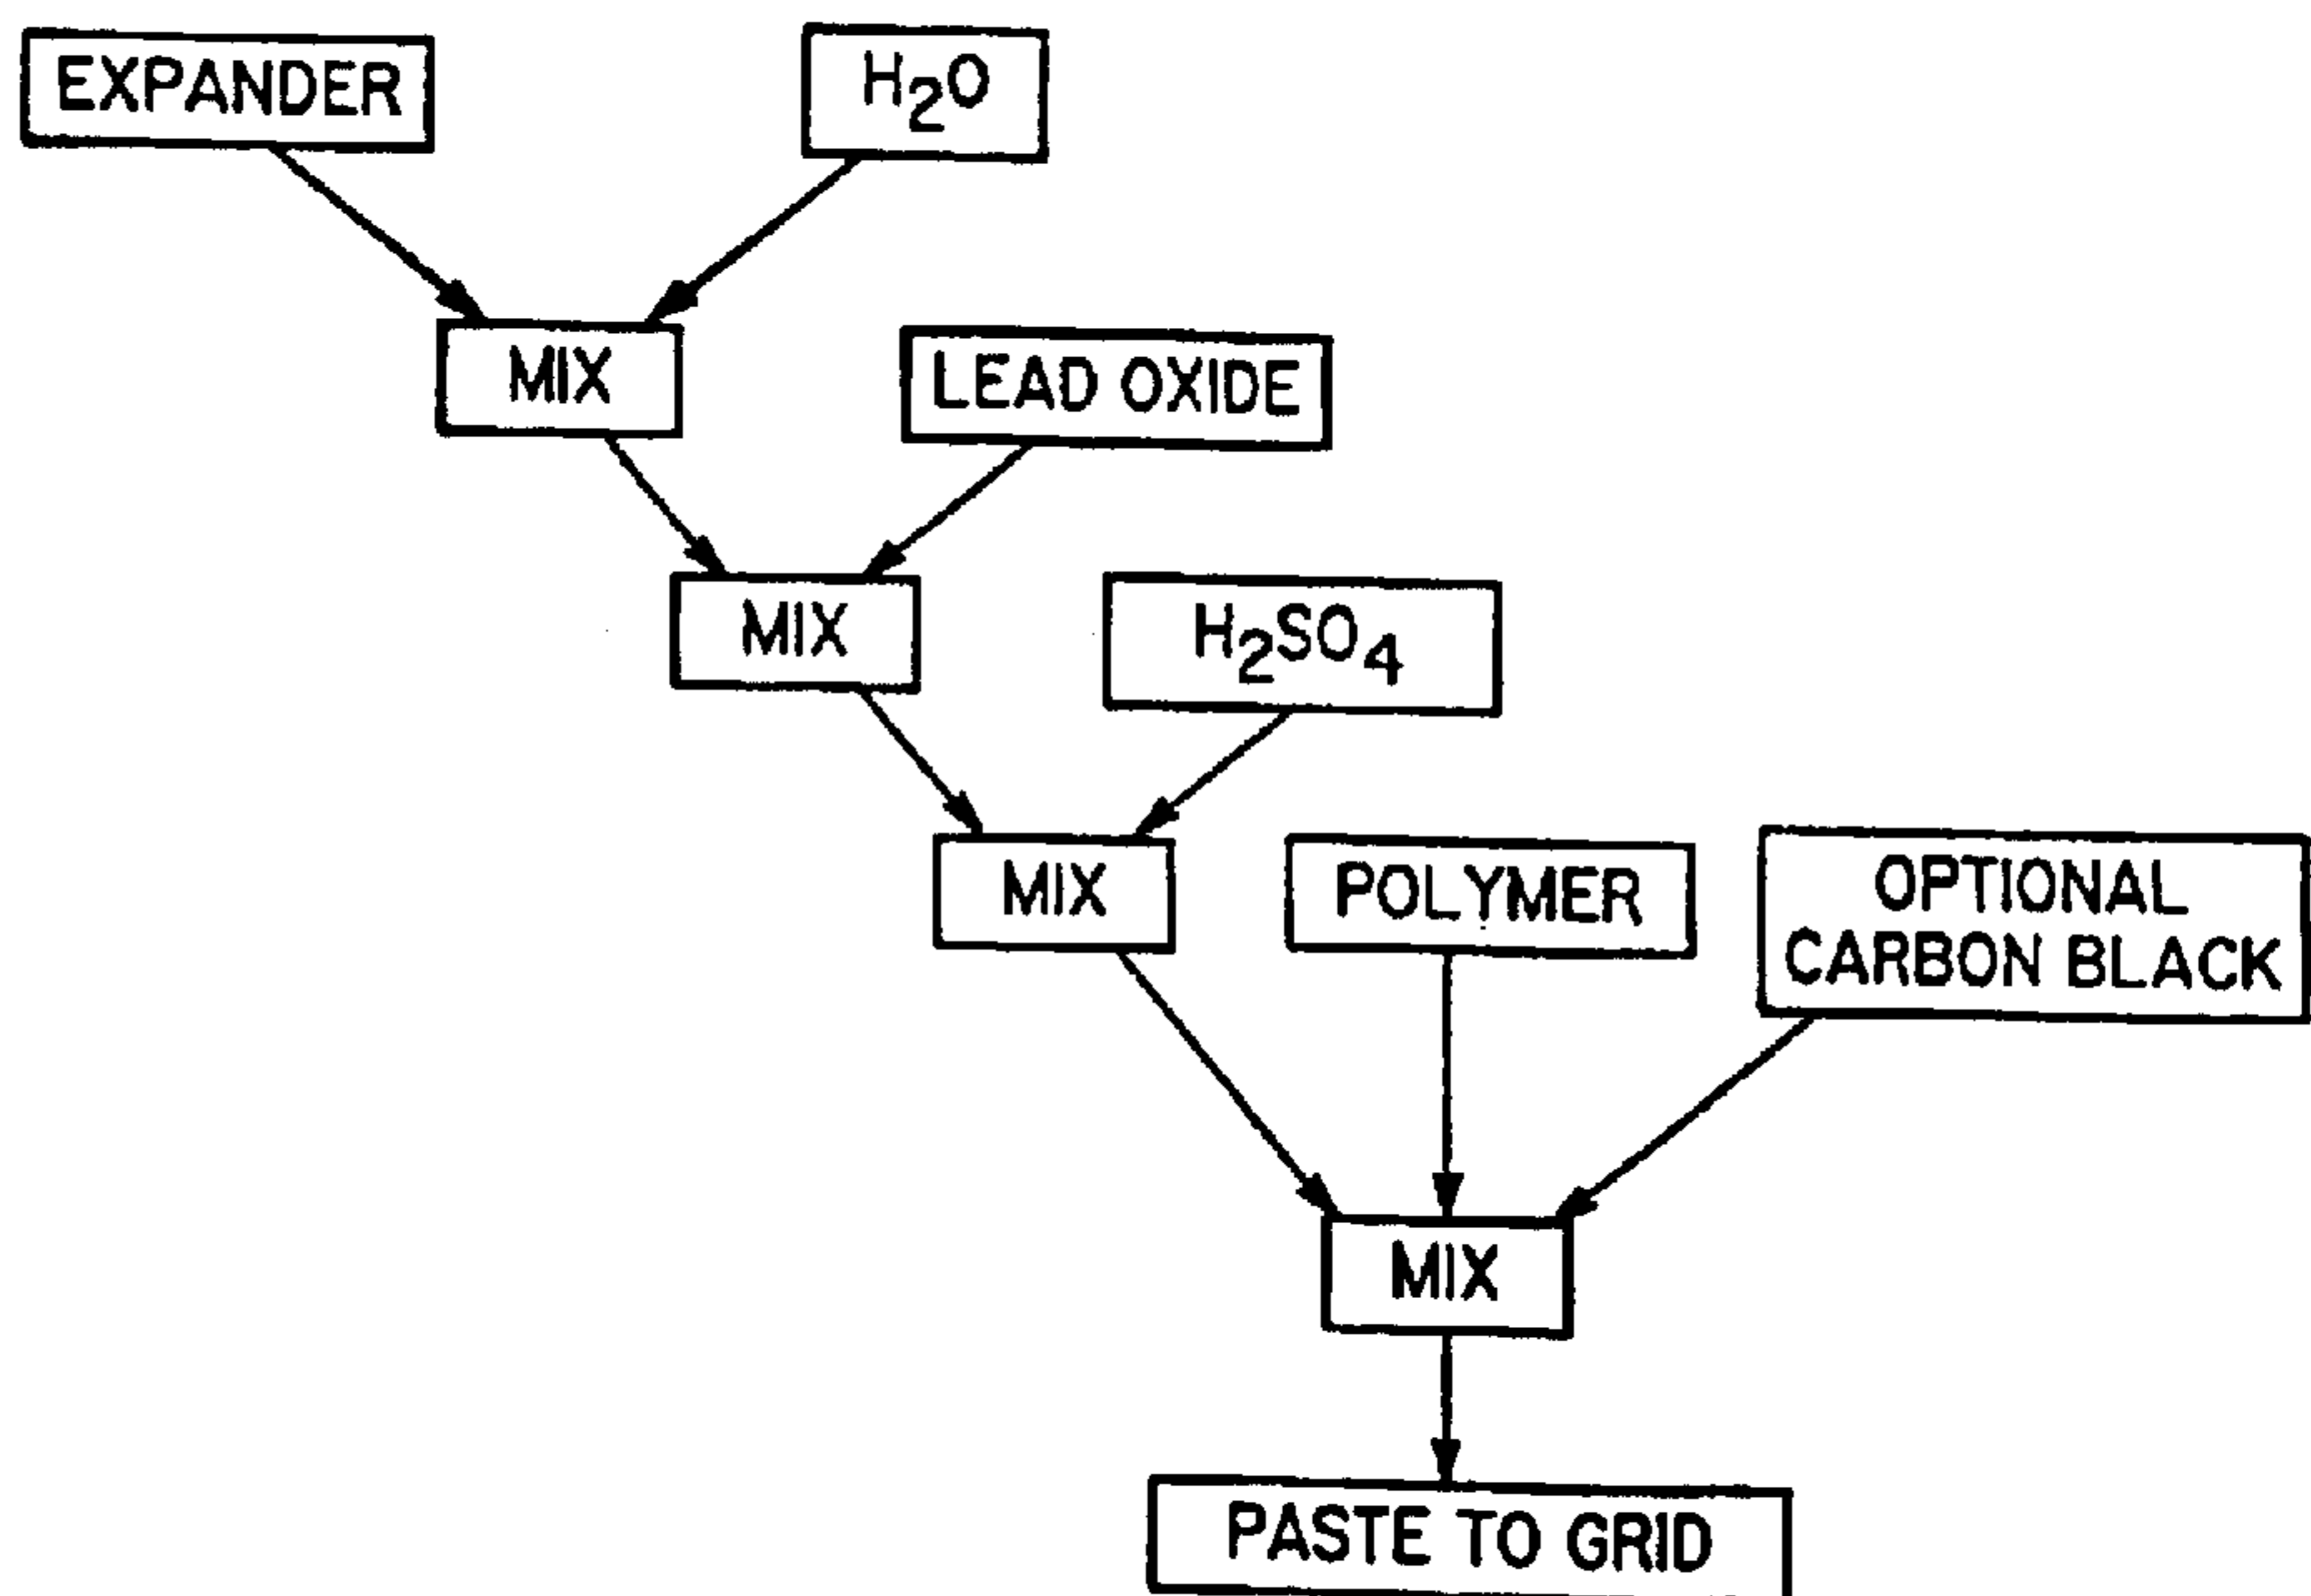 EXPANDER
H2O
MIX
LEAD OXIDE
MIX
H2SO4
MIX
POLYMER
OPTIONAL
CARBON BLACK
MIX
PASTE TO GRID